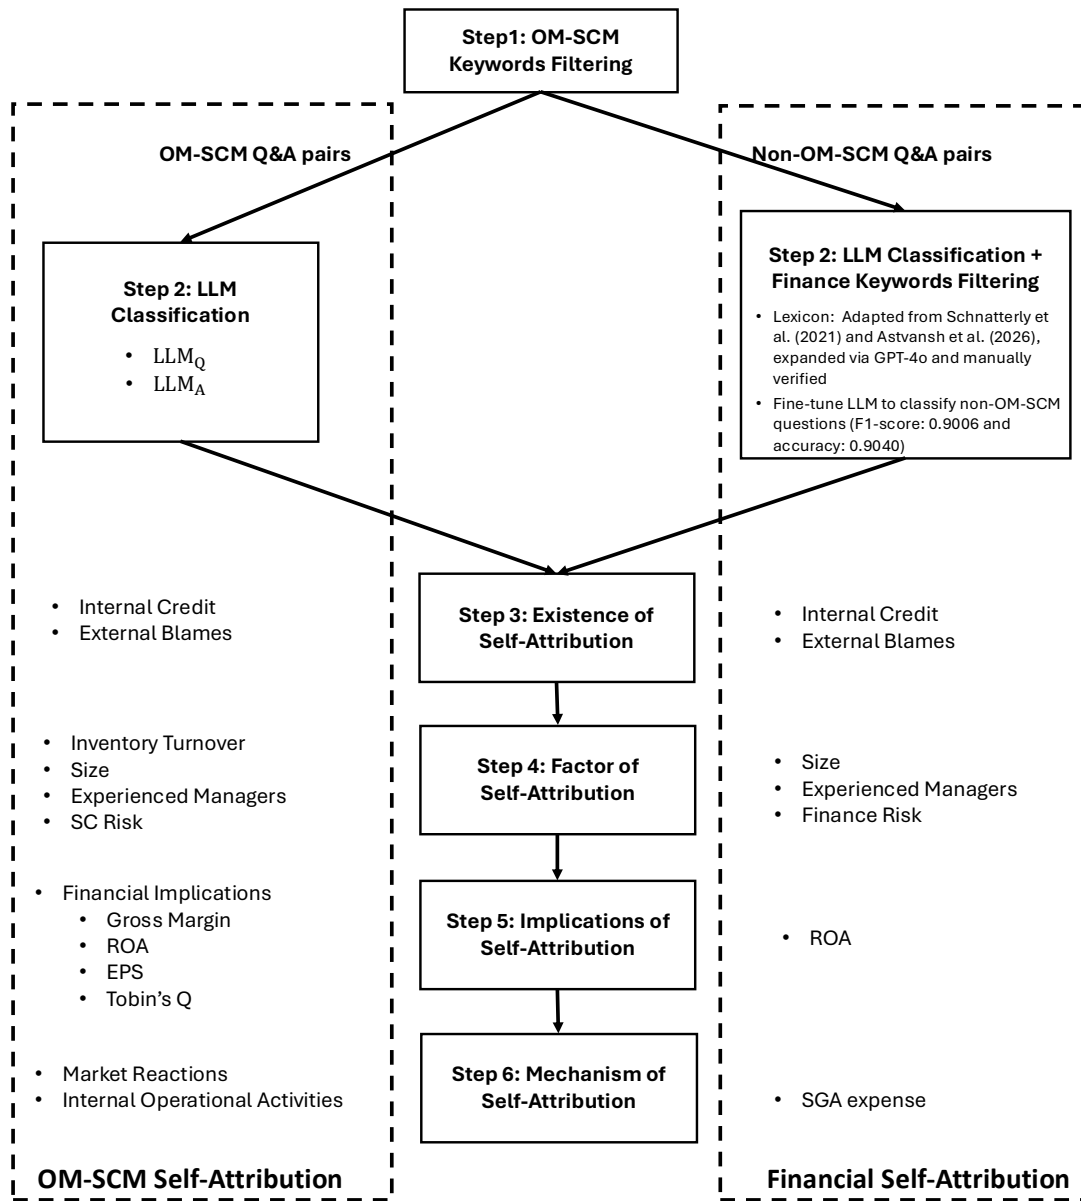 Step1: OM-SCM
Keywords Filtering
OM-SCM Q&A pairs
Non-OM-SCM Q&A pairs
Step 2: LLM
Classification
• LLM_Q
• LLM_A
Step 2: LLM Classification +
Finance Keywords Filtering
• Lexicon: Adapted from Schnatterly et
al. (2021) and Astvansh et al. (2026),
expanded via GPT-4o and manually
verified
• Fine-tune LLM to classify non-OM-SCM
questions (F1-score: 0.9006 and
accuracy: 0.9040)
• Internal Credit
• External Blames
Step 3: Existence of
Self-Attribution
• Internal Credit
• External Blames
• Inventory Turnover
• Size
• Experienced Managers
• SC Risk
Step 4: Factor of
Self-Attribution
• Size
• Experienced Managers
• Finance Risk
• Financial Implications
• Gross Margin
• ROA
• EPS
• Tobin's Q
Step 5: Implications of
Self-Attribution
• ROA
• Market Reactions
• Internal Operational Activities
Step 6: Mechanism of
Self-Attribution
• SGA expense
OM-SCM Self-Attribution
Financial Self-Attribution